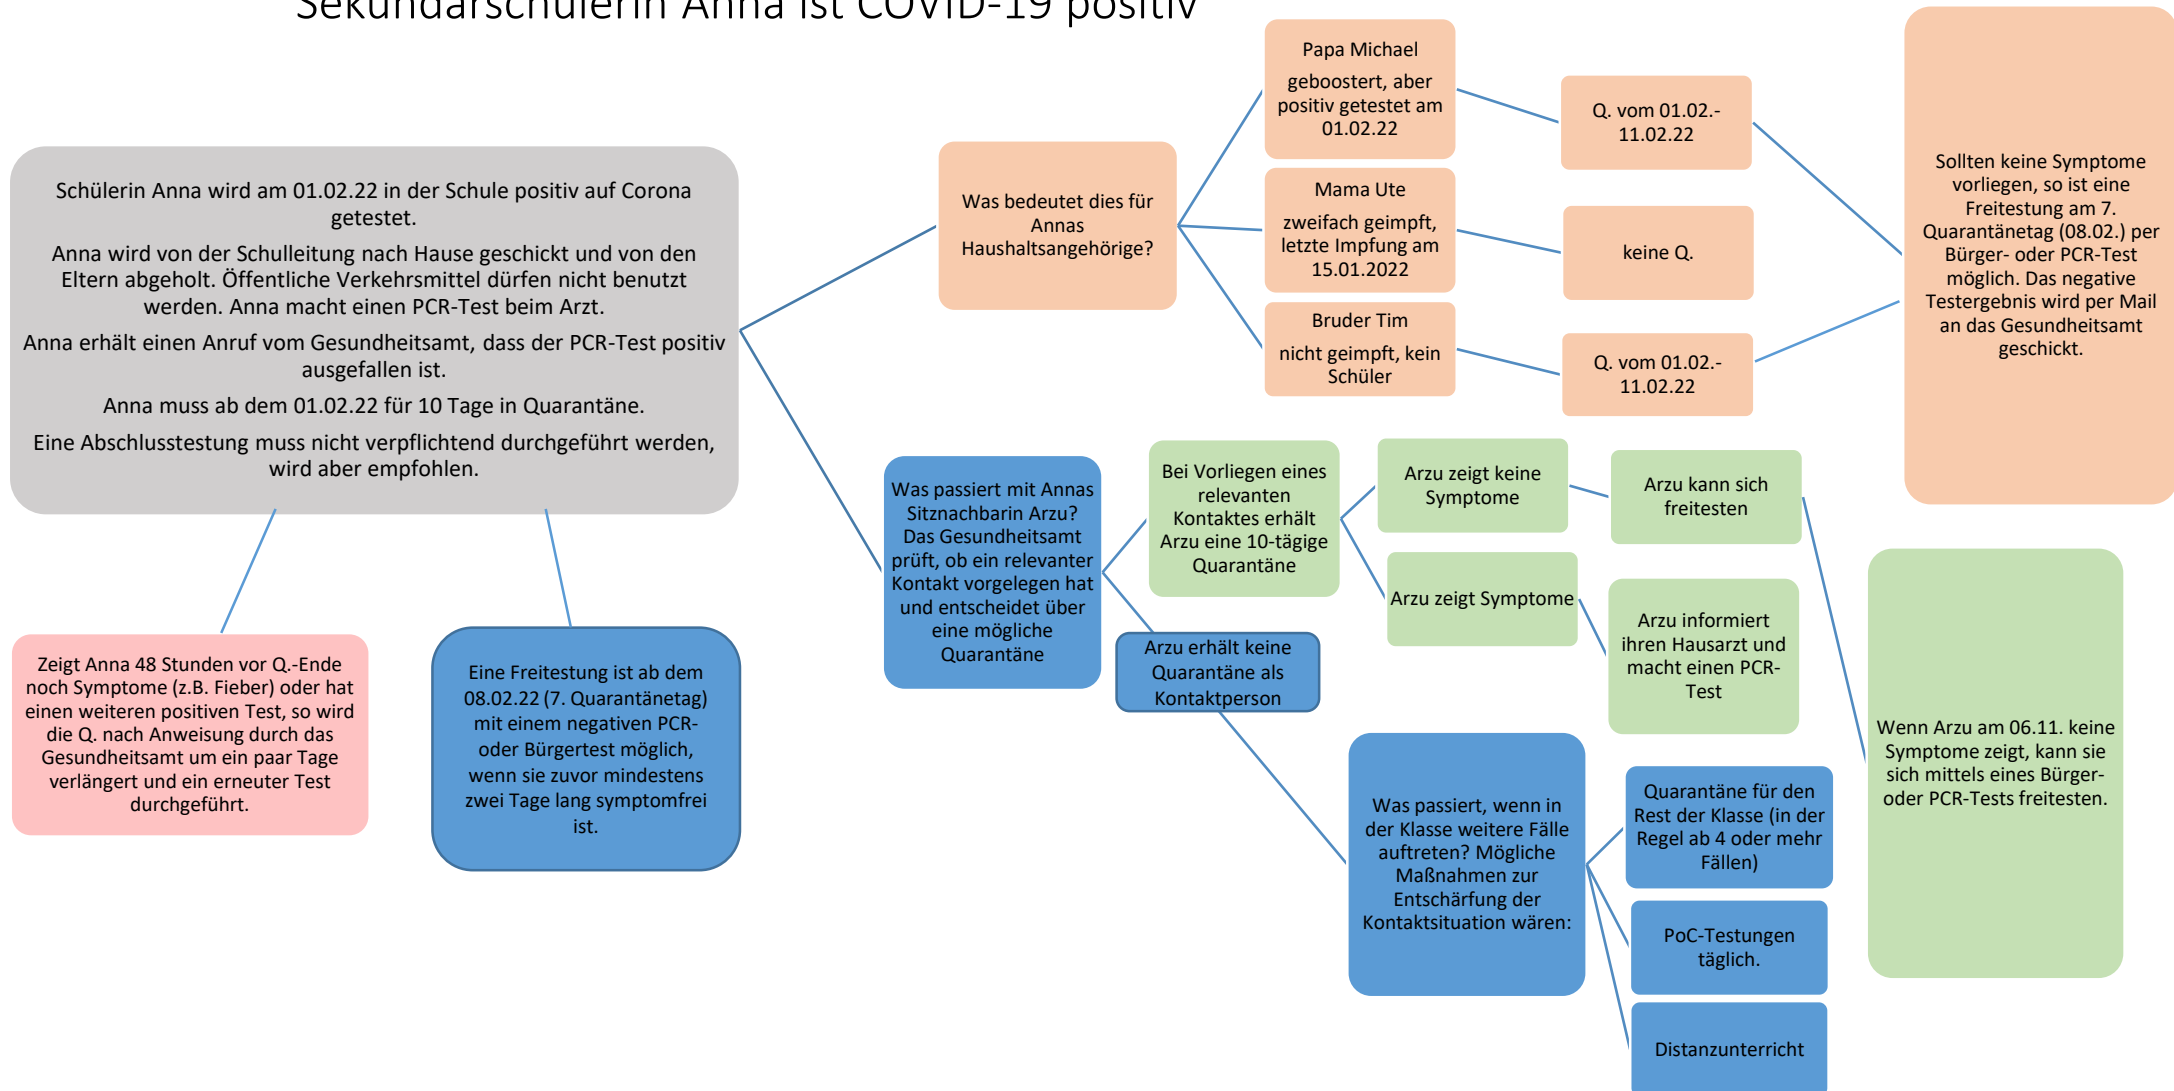 Sekundarschülerin Anna ist COVID-19 positiv
Schülerin Anna wird am 01.02.22 in der Schule positiv auf Corona
getestet.
Anna wird von der Schulleitung nach Hause geschickt und von den
Eltern abgeholt. Öffentliche Verkehrsmittel dürfen nicht benutzt
werden. Anna macht einen PCR-Test beim Arzt.
Anna erhält einen Anruf vom Gesundheitsamt, dass der PCR-Test positiv
ausgefallen ist.
Anna muss ab dem 01.02.22 für 10 Tage in Quarantäne.
Eine Abschlusstestung muss nicht verpflichtend durchgeführt werden,
wird aber empfohlen.
Zeigt Anna 48 Stunden vor Q.-Ende
noch Symptome (z.B. Fieber) oder hat
einen weiteren positiven Test, so wird
die Q. nach Anweisung durch das
Gesundheitsamt um ein paar Tage
verlängert und ein erneuter Test
durchgeführt.
Eine Freitestung ist ab dem
08.02.22 (7. Quarantänetag)
mit einem negativen PCR-
oder Bürgertest möglich,
wenn sie zuvor mindestens
zwei Tage lang symptomfrei
ist.
Was bedeutet dies für
Annas
Haushaltsangehörige?
Papa Michael
geboostert, aber
positiv getestet am
01.02.22
Q. vom 01.02.-
11.02.22
Mama Ute
zweifach geimpft,
letzte Impfung am
15.01.2022
keine Q.
Bruder Tim
nicht geimpft, kein
Schüler
Q. vom 01.02.-
11.02.22
Sollten keine Symptome
vorliegen, so ist eine
Freitestung am 7.
Quarantänetag (08.02.) per
Bürger- oder PCR-Test
möglich. Das negative
Testergebnis wird per Mail
an das Gesundheitsamt
geschickt.
Was passiert mit Annas
Sitznachbarin Arzu?
Das Gesundheitsamt
prüft, ob ein relevanter
Kontakt vorgelegen hat
und entscheidet über
eine mögliche
Quarantäne
Bei Vorliegen eines
relevanten
Kontaktes erhält
Arzu eine 10-tägige
Quarantäne
Arzu zeigt keine
Symptome
Arzu kann sich
freitesten
Arzu zeigt Symptome
Arzu informiert
ihren Hausarzt und
macht einen PCR-
Test
Wenn Arzu am 06.11. keine
Symptome zeigt, kann sie
sich mittels eines Bürger-
oder PCR-Tests freitesten.
Arzu erhält keine
Quarantäne als
Kontaktperson
Was passiert, wenn in
der Klasse weitere Fälle
auftreten? Mögliche
Maßnahmen zur
Entschärfung der
Kontaktsituation wären:
Quarantäne für den
Rest der Klasse (in der
Regel ab 4 oder mehr
Fällen)
PoC-Testungen
täglich.
Distanzunterricht